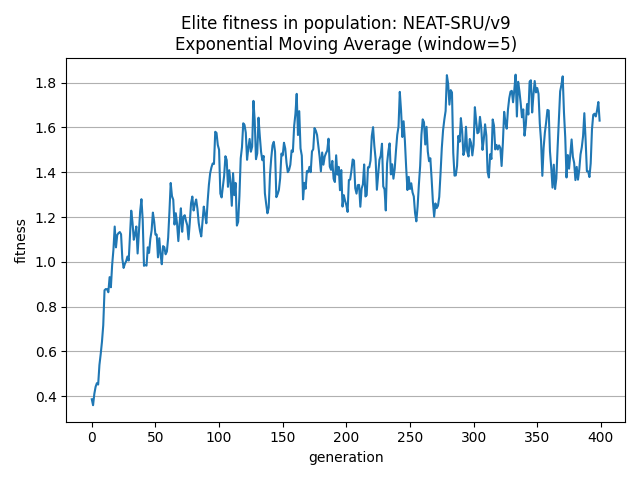 Elite fitness in population: NEAT-SRU/v9
Exponential Moving Average (window=5)
fitness
1.8
1.6
1.4
1.2
1.0
0.8
0.6
0.4
0 50 100 150 200 250 300 350 400
generation